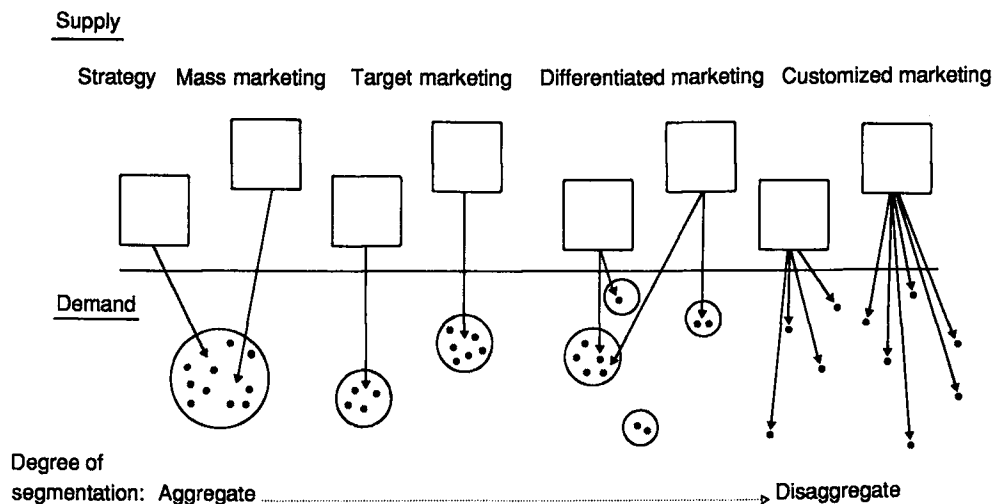 Supply
Strategy Mass marketing Target marketing Differentiated marketing Customized marketing
Demand
Degree of
segmentation: Aggregate Disaggregate